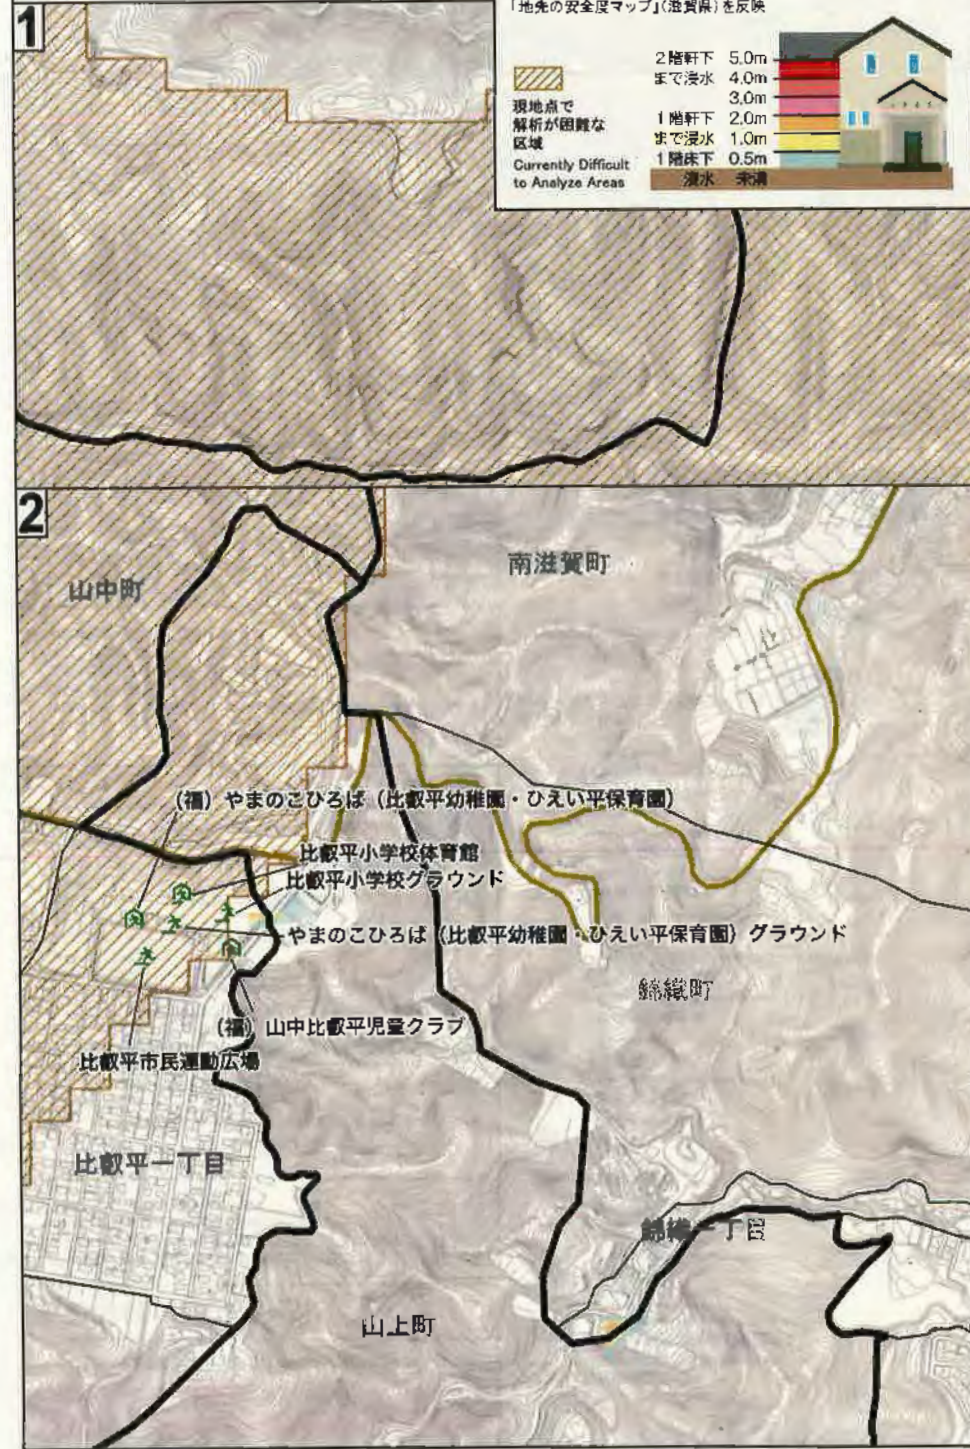 1
「地先の安全度マップ」(滋賀県)を反映
現地点で
解析が困難な
区域
Currently Difficult
to Analyze Areas
2階軒下 5.0m
まで浸水 4.0m
3.0m
1階軒下 2.0m
まで浸水 1.0m
1階床下 0.5m
浸水 未満
2
山中町
南滋賀町
(福)やまのこひろば(比叡平幼稚園・ひえい平保育園)
比叡平小学校体育館
比叡平小学校グラウンド
やまのこひろば(比叡平幼稚園・ひえい平保育園)グラウンド
錦織町
(福)山中比叡平児童クラブ
比叡平市民運動広場
比叡平一丁目
錦織一丁目
山上町